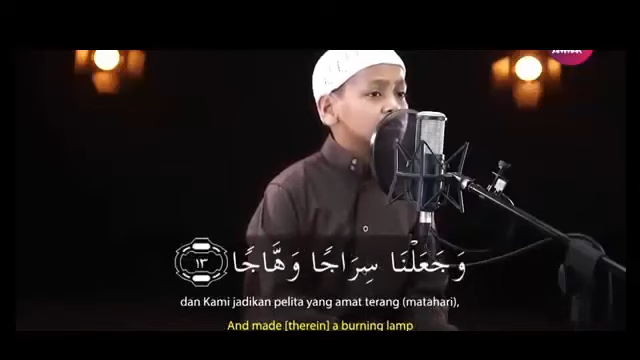 وَجَعَلْنَا سِرَاجًا وَهَّاجًا ١٣
dan Kami jadikan pelita yang amat terang (matahari),
And made [therein] a burning lamp